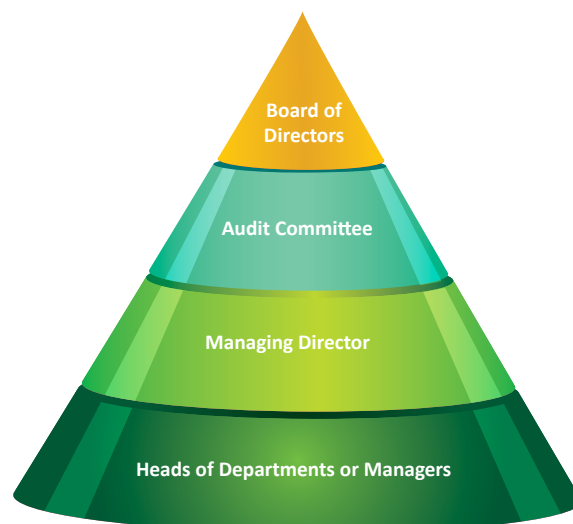 Board of
Directors
Audit Committee
Managing Director
Heads of Departments or Managers